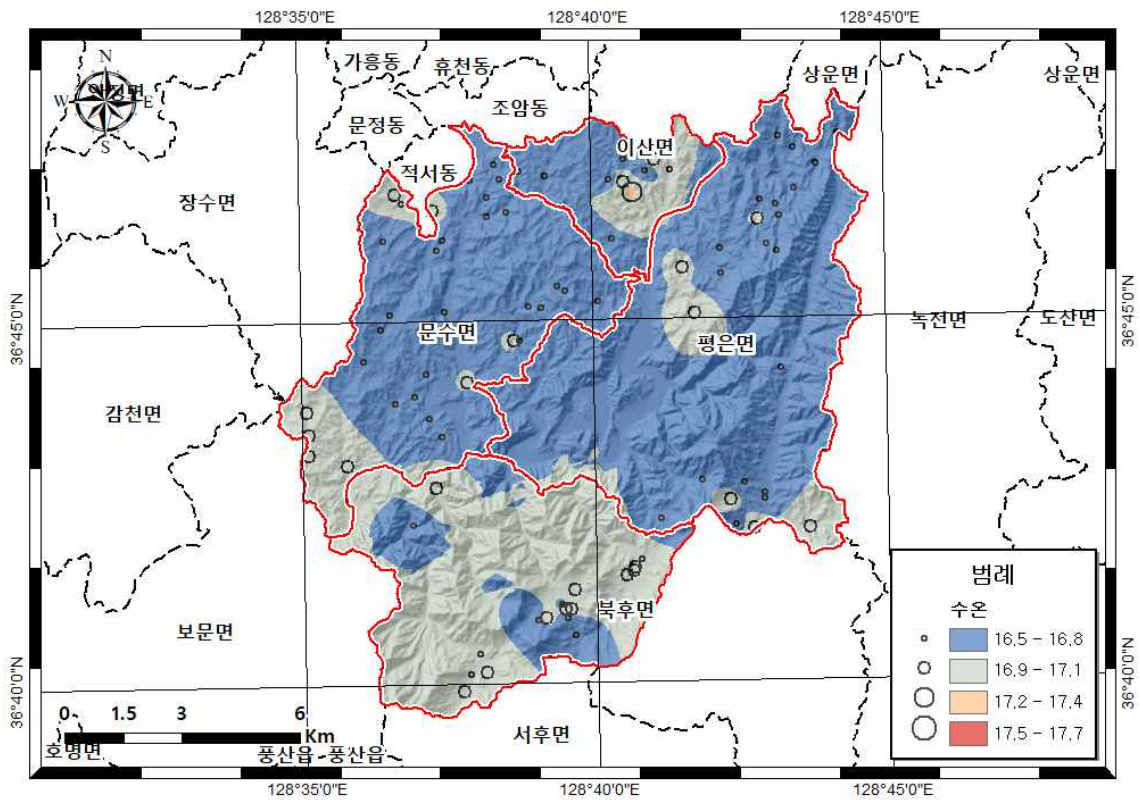 128°35'0"E 128°40'0"E 128°45'0"E
가흥동
휴천동
상운면
상운면
N
W E
S
조암동
문정동
이산면
적서동
장수면
36°45'0"N
문수면
평은면
녹전면
도산면
36°45'0"N
감천면
범례
수온
16.5 - 16.8
16.9 - 17.1
17.2 - 17.4
17.5 - 17.7
북후면
보문면
36°40'0"N
36°40'0"N
0 1.5 3 6
Km
서후면
호명면
풍산읍
풍산읍
128°35'0"E 128°40'0"E 128°45'0"E